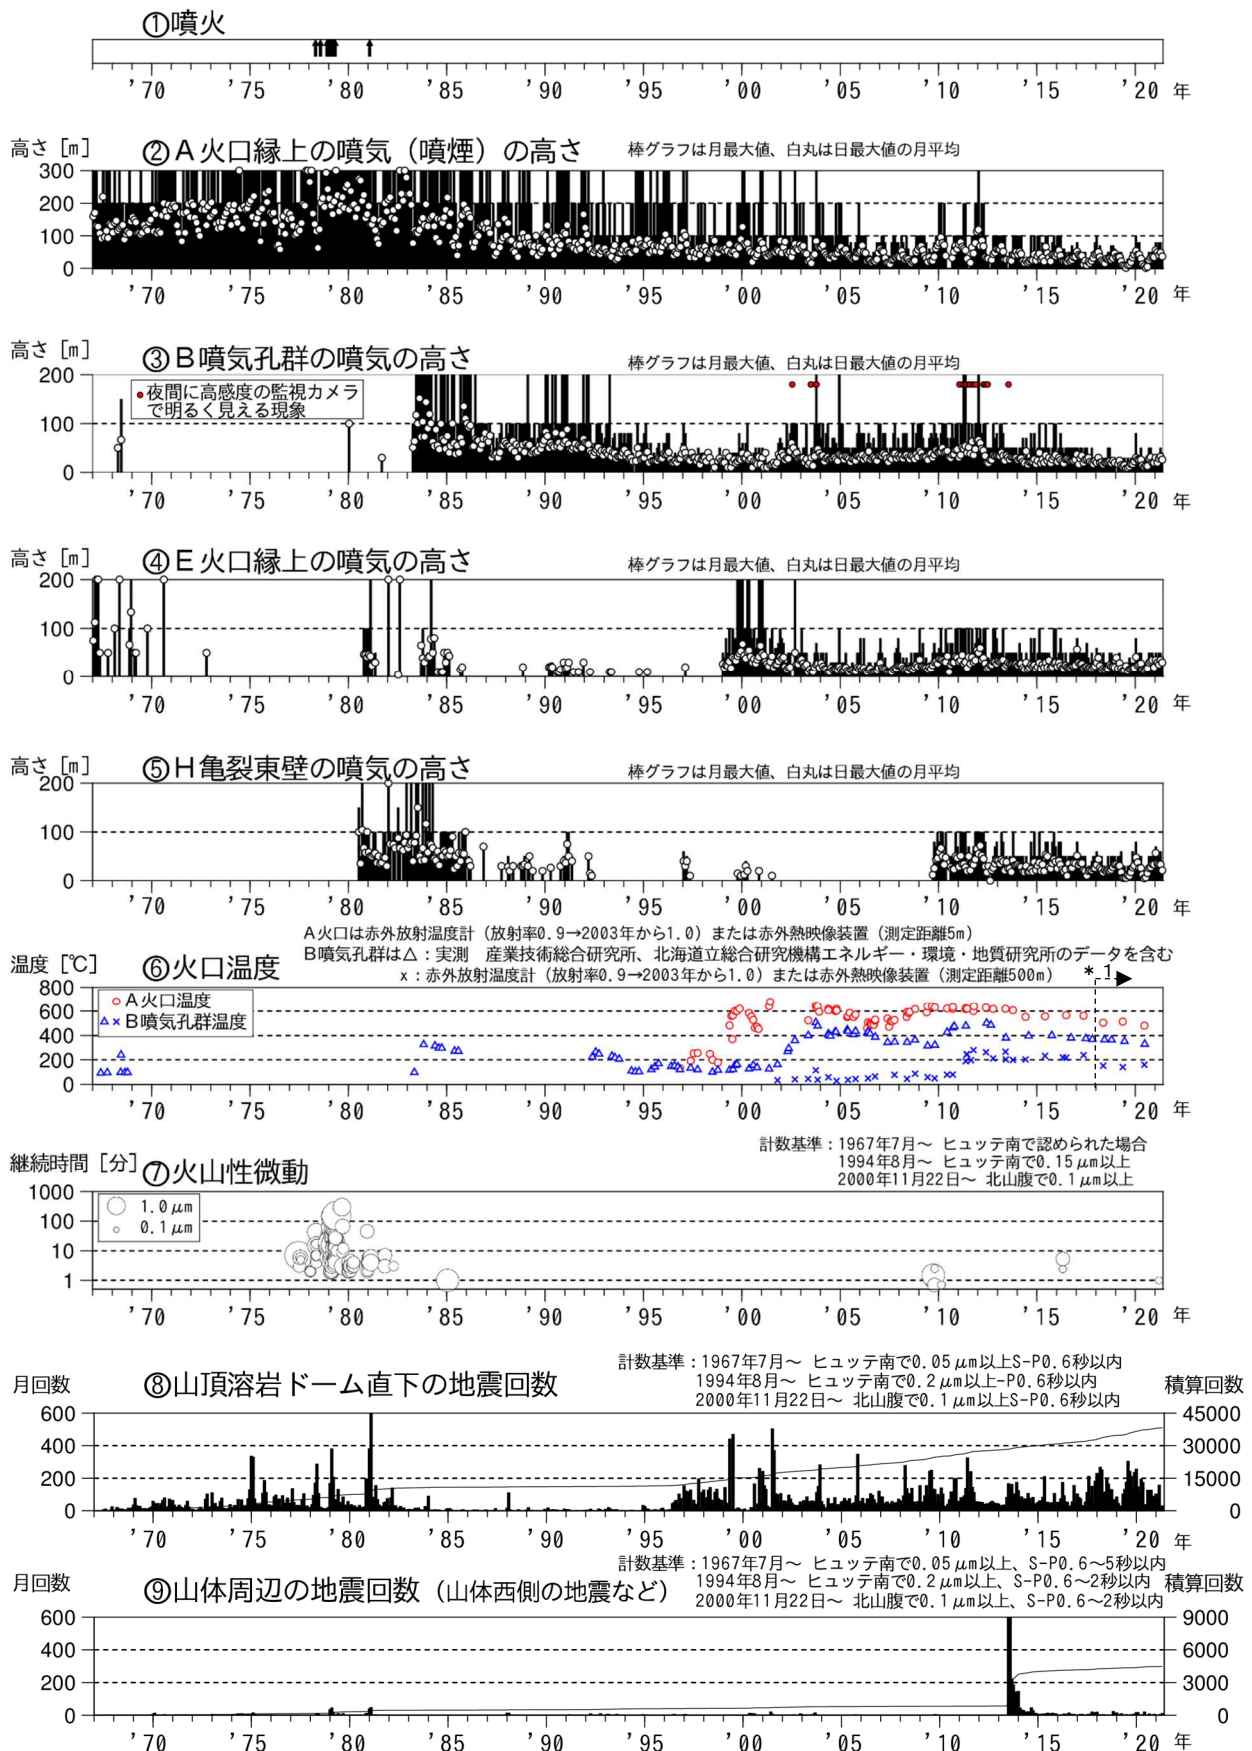 ①噴火
'70 '75 '80 '85 '90 '95 '00 '05 '10 '15 '20 年
高さ [m] ②A火口縁上の噴気（噴煙）の高さ 棒グラフは月最大値、白丸は日最大値の月平均
300
200
100
0
'70 '75 '80 '85 '90 '95 '00 '05 '10 '15 '20 年
高さ [m] ③B噴気孔群の噴気の高さ 棒グラフは月最大値、白丸は日最大値の月平均
200
夜間に高感度の監視カメラ
で明るく見える現象
100
0
'70 '75 '80 '85 '90 '95 '00 '05 '10 '15 '20 年
高さ [m] ④E火口縁上の噴気の高さ 棒グラフは月最大値、白丸は日最大値の月平均
200
100
0
'70 '75 '80 '85 '90 '95 '00 '05 '10 '15 '20 年
高さ [m] ⑤H亀裂東壁の噴気の高さ 棒グラフは月最大値、白丸は日最大値の月平均
200
100
0
'70 '75 '80 '85 '90 '95 '00 '05 '10 '15 '20 年
A火口は赤外放射温度計（放射率0.9→2003年から1.0）または赤外熱映像装置（測定距離5m）
B噴気孔群は△：実測 産業技術総合研究所、北海道立総合研究機構エネルギー・環境・地質研究所のデータを含む
温度 [℃] ⑥火口温度 x：赤外放射温度計（放射率0.9→2003年から1.0）または赤外熱映像装置（測定距離500m） *1
800
○ A火口温度
600
△ × B噴気孔群温度
400
200
0
'70 '75 '80 '85 '90 '95 '00 '05 '10 '15 '20 年
計数基準：1967年7月～ ヒュッテ南で認められた場合
1994年8月～ ヒュッテ南で0.15μm以上
2000年11月22日～ 北山腹で0.1μm以上
継続時間 [分] ⑦火山性微動
1000
1.0μm
100
0.1μm
10
1
'70 '75 '80 '85 '90 '95 '00 '05 '10 '15 '20 年
計数基準：1967年7月～ ヒュッテ南で0.05μm以上S-P0.6秒以内
1994年8月～ ヒュッテ南で0.2μm以上-P0.6秒以内
2000年11月22日～ 北山腹で0.1μm以上S-P0.6秒以内
月回数 ⑧山頂溶岩ドーム直下の地震回数 積算回数
600 45000
400 30000
200 15000
0 0
'70 '75 '80 '85 '90 '95 '00 '05 '10 '15 '20 年
計数基準：1967年7月～ ヒュッテ南で0.05μm以上、S-P0.6～5秒以内
1994年8月～ ヒュッテ南で0.2μm以上、S-P0.6～2秒以内
2000年11月22日～ 北山腹で0.1μm以上、S-P0.6～2秒以内
月回数 ⑨山体周辺の地震回数（山体西側の地震など） 積算回数
600 9000
400 6000
200 3000
0 0
'70 '75 '80 '85 '90 '95 '00 '05 '10 '15 '20 年